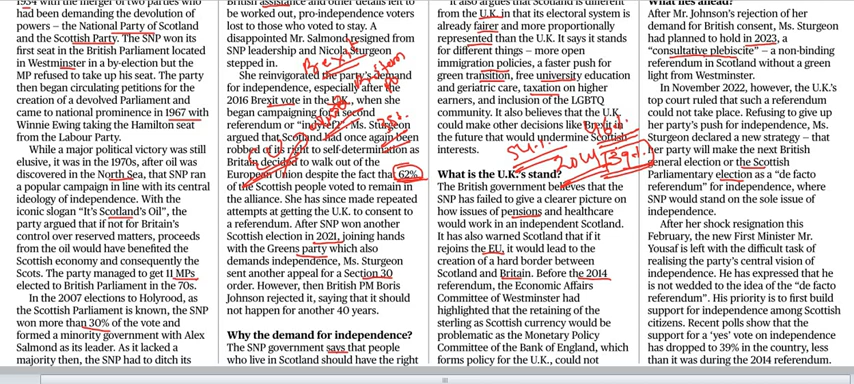 1934 with the merger of two parties who
had been demanding the devolution of
powers – the National Party of Scotland
and the Scottish Party. The SNP won its
first seat in the British Parliament located
in Westminster in a by-election but the
MP refused to take up his seat. The party
then began circulating petitions for the
creation of a devolved Parliament and
came to national prominence in 1967 with
Winnie Ewing taking the Hamilton seat
from the Labour Party.
While a major political victory was still
elusive, it was in the 1970s, after oil was
discovered in the North Sea, that SNP ran
a popular campaign in line with its central
ideology of independence. With the
iconic slogan “It’s Scotland’s Oil”, the
party argued that if not for Britain’s
control over reserved matters, proceeds
from the oil would have benefited the
Scottish economy and consequently the
Scots. The party managed to get 11 MPs
elected to British Parliament in the 70s.
In the 2007 elections to Holyrood, as
the Scottish Parliament is known, the SNP
won more than 30% of the vote and
formed a minority government with Alex
Salmond as its leader. As it lacked a
majority then, the SNP had to ditch its
British assistance and other details left to
be worked out, pro-independence voters
lost to those who voted to stay. A
disappointed Mr. Salmond resigned from
SNP leadership and Nicola Sturgeon
stepped in.
She reinvigorated the party’s demand
for independence, especially after the
2016 Brexit vote in the U.K., when she
began campaigning for a second
referendum or “indyref2”. Ms. Sturgeon
argued that Scotland had once again been
robbed of its right to self-determination as
Britain decided to walk out of the
European Union despite the fact that 62%
of the Scottish people voted to remain in
the alliance. She has since made repeated
attempts at getting the U.K. to consent to
a referendum. After SNP won another
Scottish election in 2021, joining hands
with the Greens party which also
demands independence, Ms. Sturgeon
sent another appeal for a Section 30
order. However, then British PM Boris
Johnson rejected it, saying that it should
not happen for another 40 years.
Why the demand for independence?
The SNP government says that people
who live in Scotland should have the right
Brexit
38%
It also argues that Scotland is different
from the U.K. in that its electoral system is
already fairer and more proportionally
represented than the U.K. It says it stands
for different things – more open
immigration policies, a faster push for
green transition, free university education
and geriatric care, taxation on higher
earners, and inclusion of the LGBTQ
community. It also believes that the U.K.
could make other decisions like Brexit in
the future that would undermine Scottish
interests.
What is the U.K.’s stand?
The British government believes that the
SNP has failed to give a clearer picture on
how issues of pensions and healthcare
would work in an independent Scotland.
It has also warned Scotland that if it
rejoins the EU, it would lead to the
creation of a hard border between
Scotland and Britain. Before the 2014
referendum, the Economic Affairs
Committee of Westminster had
highlighted that the retaining of the
sterling as Scottish currency would be
problematic as the Monetary Policy
Committee of the Bank of England, which
forms policy for the U.K., could not
54%
46%
2014
39%
What lies ahead?
After Mr. Johnson’s rejection of her
demand for British consent, Ms. Sturgeon
had planned to hold in 2023, a
“consultative plebiscite” – a non-binding
referendum in Scotland without a green
light from Westminster.
In November 2022, however, the U.K.’s
top court ruled that such a referendum
could not take place. Refusing to give up
her party’s push for independence, Ms.
Sturgeon declared a new strategy – that
her party will make the next British
general election or the Scottish
Parliamentary election as a “de facto
referendum” for independence, where
SNP would stand on the sole issue of
independence.
After her shock resignation this
February, the new First Minister Mr.
Yousaf is left with the difficult task of
realising the party’s central vision of
independence. He has expressed that he
is not wedded to the idea of the “de facto
referendum”. His priority is to first build
support for independence among Scottish
citizens. Recent polls show that the
support for a ‘yes’ vote on independence
has dropped to 39% in the country, less
than it was during the 2014 referendum.